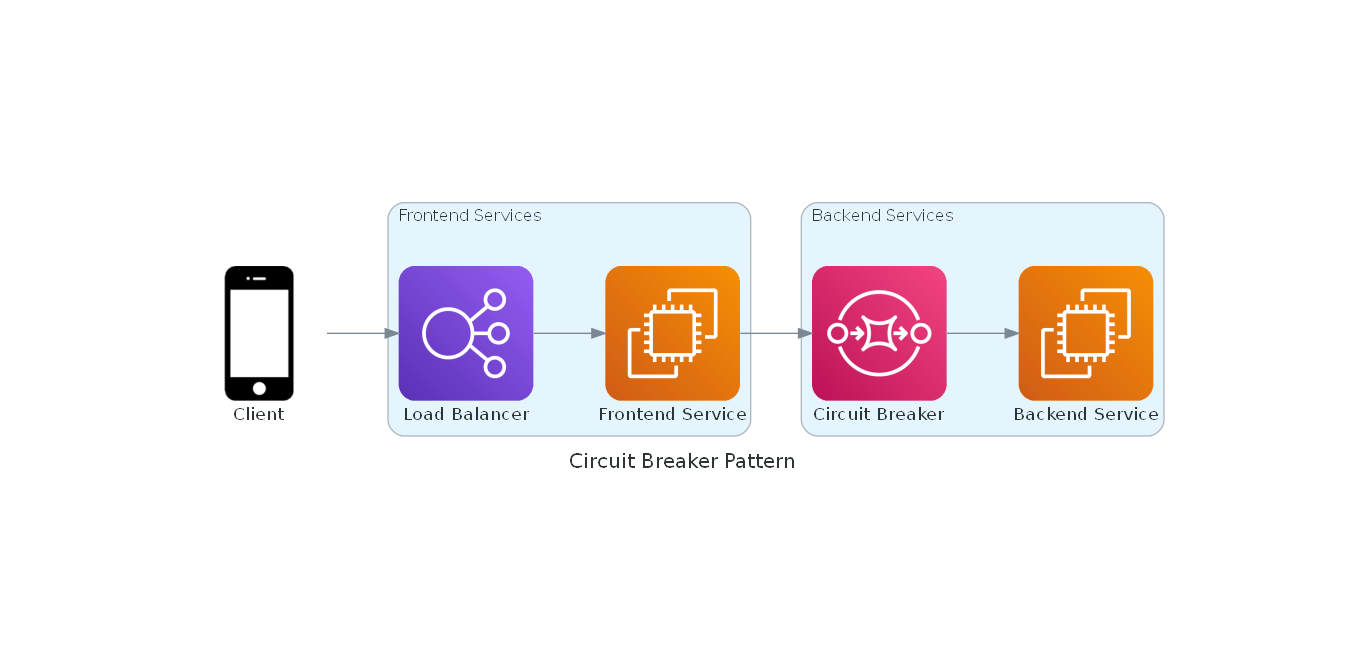 Frontend Services
Backend Services
Client
Load Balancer
Frontend Service
Circuit Breaker
Backend Service
Circuit Breaker Pattern